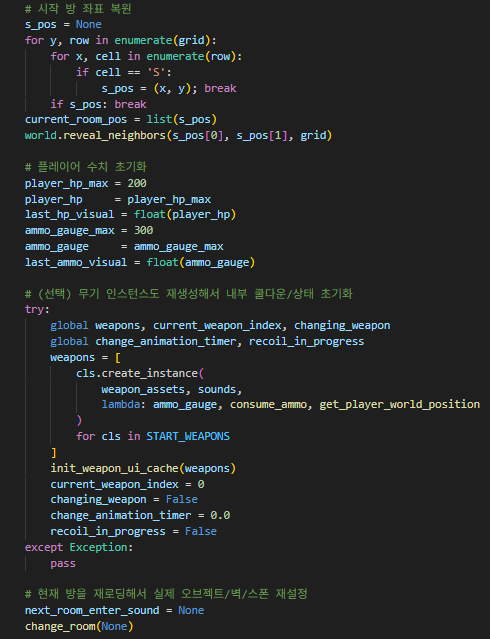 # 시작 방 좌표 복원
s_pos = None
for y, row in enumerate(grid):
    for x, cell in enumerate(row):
        if cell == 'S':
            s_pos = (x, y); break
    if s_pos: break
current_room_pos = list(s_pos)
world.reveal_neighbors(s_pos[0], s_pos[1], grid)

# 플레이어 수치 초기화
player_hp_max = 200
player_hp     = player_hp_max
last_hp_visual = float(player_hp)
ammo_gauge_max = 300
ammo_gauge     = ammo_gauge_max
last_ammo_visual = float(ammo_gauge)

# (선택) 무기 인스턴스도 재생성해서 내부 쿨다운/상태 초기화
try:
    global weapons, current_weapon_index, changing_weapon
    global change_animation_timer, recoil_in_progress
    weapons = [
        cls.create_instance(
            weapon_assets, sounds,
            lambda: ammo_gauge, consume_ammo, get_player_world_position
        )
        for cls in START_WEAPONS
    ]
    init_weapon_ui_cache(weapons)
    current_weapon_index = 0
    changing_weapon = False
    change_animation_timer = 0.0
    recoil_in_progress = False
except Exception:
    pass

# 현재 방을 재로딩해서 실제 오브젝트/벽/스폰 재설정
next_room_enter_sound = None
change_room(None)